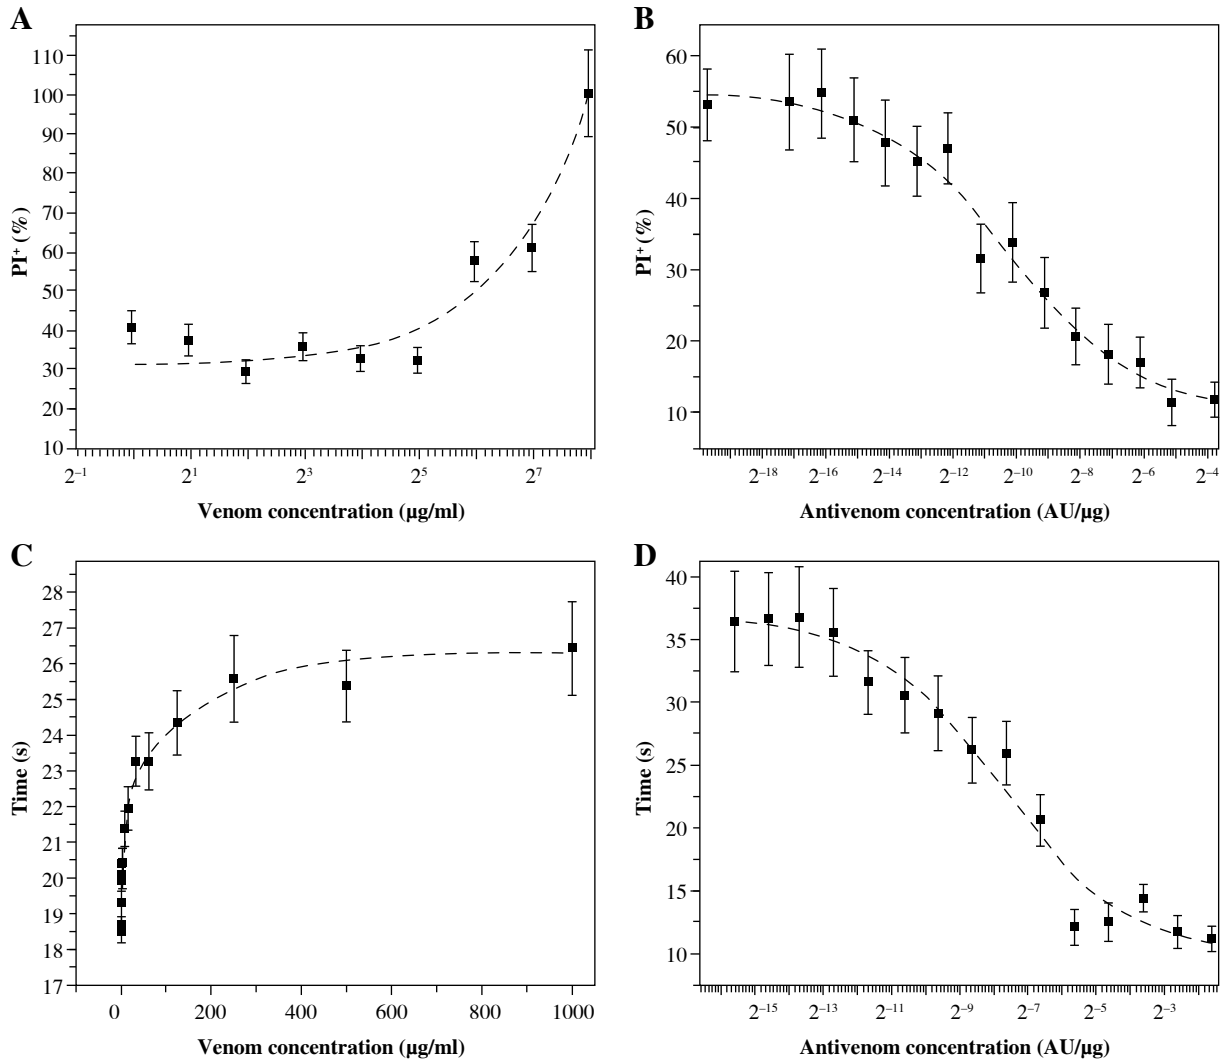 A
110
100
90
80
70
60
50
40
30
20
10
PI⁺ (%)
2⁻¹ 2¹ 2³ 2⁵ 2⁷
Venom concentration (µg/ml)
B
60
50
40
30
20
10
PI⁺ (%)
2⁻¹⁸ 2⁻¹⁶ 2⁻¹⁴ 2⁻¹² 2⁻¹⁰ 2⁻⁸ 2⁻⁶ 2⁻⁴
Antivenom concentration (AU/µg)
C
28
27
26
25
24
23
22
21
20
19
18
17
Time (s)
0 200 400 600 800 1000
Venom concentration (µg/ml)
D
40
35
30
25
20
15
10
Time (s)
2⁻¹⁵ 2⁻¹³ 2⁻¹¹ 2⁻⁹ 2⁻⁷ 2⁻⁵ 2⁻³
Antivenom concentration (AU/µg)